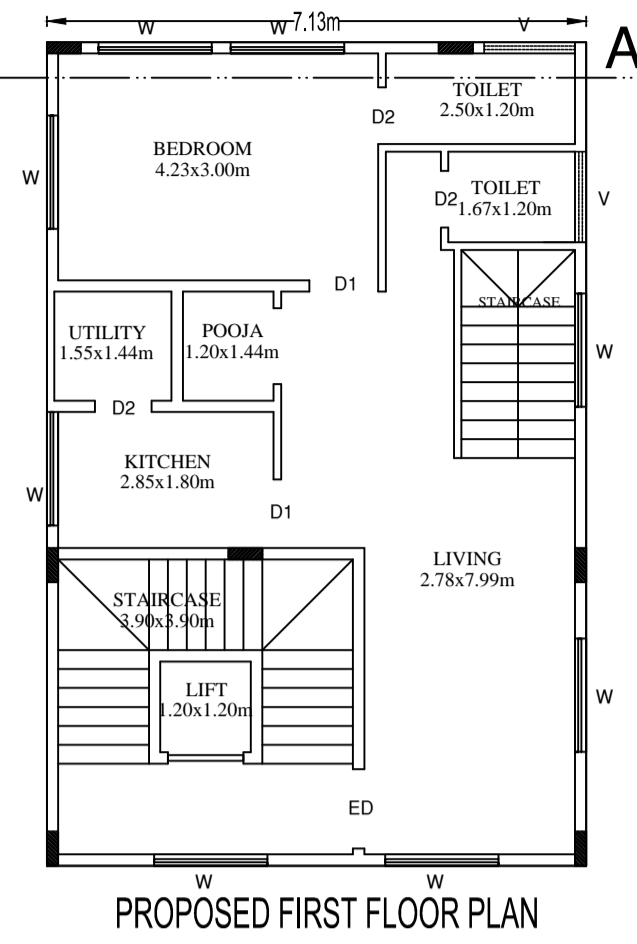 7.13m
W
W
V
A
TOILET
2.50x1.20m
D2
BEDROOM
4.23x3.00m
W
TOILET
D2
1.67x1.20m
V
D1
STAIRCASE
UTILITY
1.55x1.44m
POOJA
1.20x1.44m
W
D2
KITCHEN
2.85x1.80m
W
D1
LIVING
2.78x7.99m
STAIRCASE
3.90x3.90m
LIFT
1.20x1.20m
W
ED
W
W
PROPOSED FIRST FLOOR PLAN